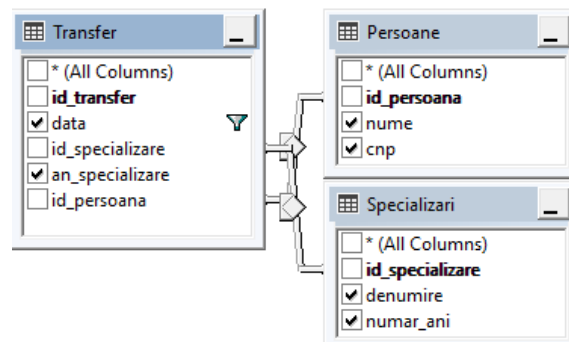 Transfer
* (All Columns)
id_transfer
data
id_specializare
an_specializare
id_persoana
Persoane
* (All Columns)
id_persoana
nume
cnp
Specializari
* (All Columns)
id_specializare
denumire
numar_ani